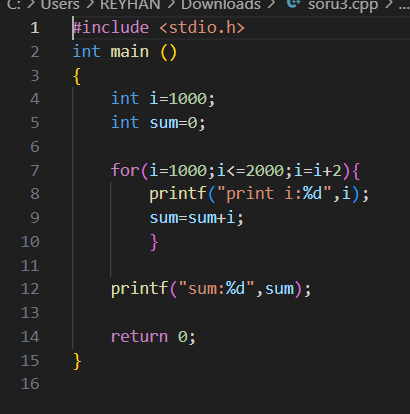 C: > Users > REYHAN > Downloads > soru3.cpp > ...
1 #include <stdio.h>
2 int main ()
3 {
4 int i=1000;
5 int sum=0;
6
7 for(i=1000;i<=2000;i=i+2){
8 printf("print i:%d",i);
9 sum=sum+i;
10 }
11
12 printf("sum:%d",sum);
13
14 return 0;
15 }
16